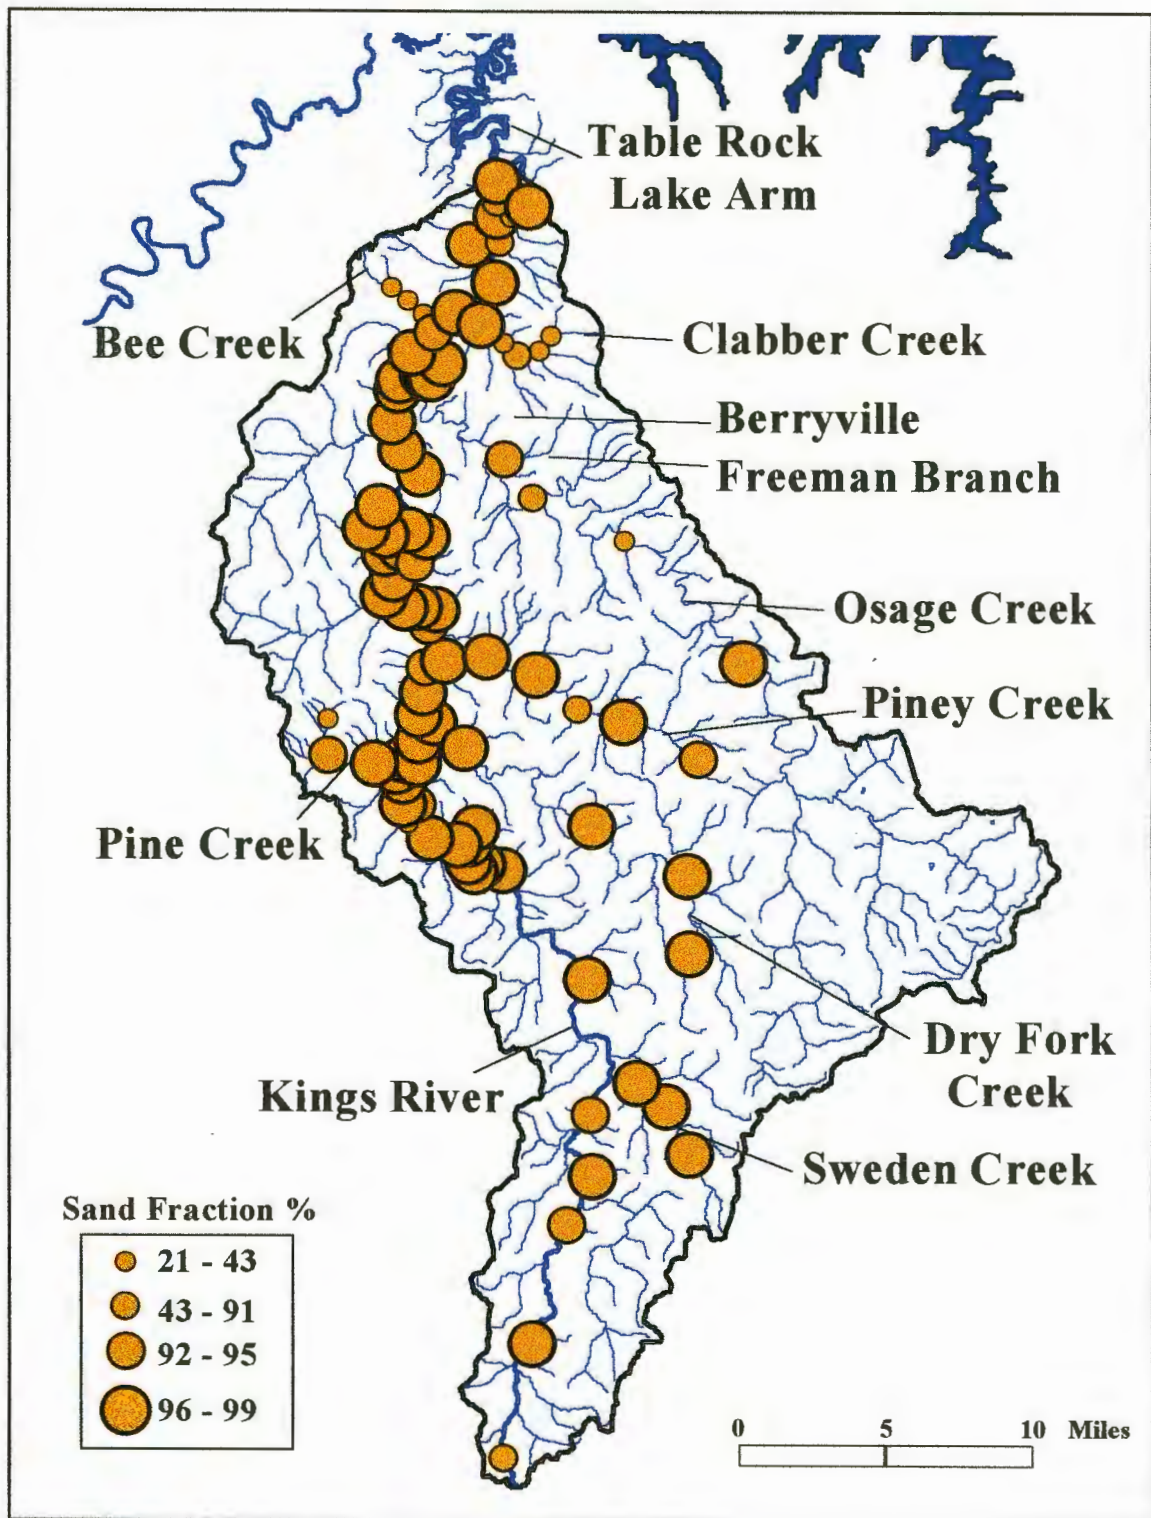 Table Rock
Lake Arm
Bee Creek
Clabber Creek
Berryville
Freeman Branch
Osage Creek
Piney Creek
Pine Creek
Dry Fork
Creek
Kings River
Sweden Creek
Sand Fraction %
21 - 43
43 - 91
92 - 95
96 - 99
0 5 10 Miles